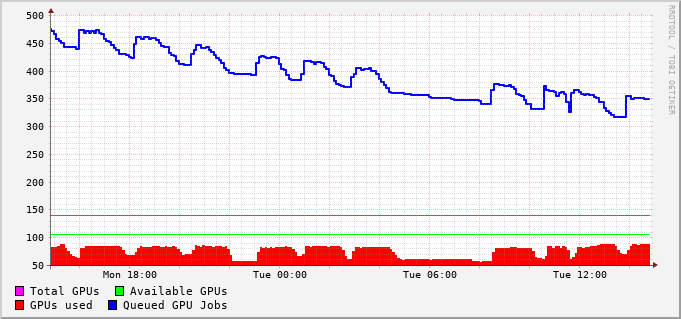 500
450
400
350
300
250
200
150
100
50
Mon 18:00 Tue 00:00 Tue 06:00 Tue 12:00
Total GPUs Available GPUs
GPUs used Queued GPU Jobs
RRDTOOL / TOBI OETIKER